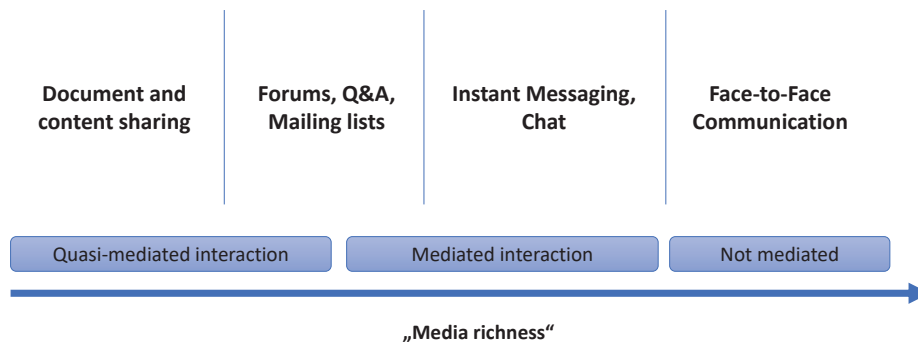 Document and
content sharing
Forums, Q&A,
Mailing lists
Instant Messaging,
Chat
Face-to-Face
Communication
Quasi-mediated interaction
Mediated interaction
Not mediated
„Media richness“